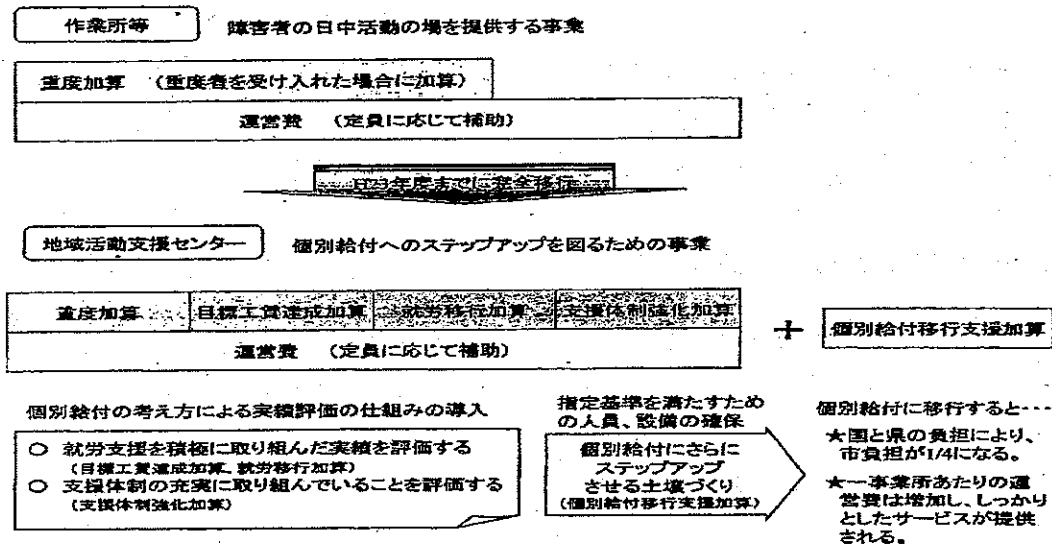 作業所等
障害者の日中活動の場を提供する事業
重度加算 (重度者を受け入れた場合に加算)
運営費 (定員に応じて補助)
H23年度までに完全移行
地域活動支援センター
個別給付へのステップアップを図るための事業
重度加算 目標工賃達成加算 就労移行加算 支援体制強化加算
運営費 (定員に応じて補助)
+
個別給付移行支援加算
個別給付の考え方による実績評価の仕組みの導入
○ 就労支援を積極に取り組んだ実績を評価する
(目標工賃達成加算、就労移行加算)
○ 支援体制の充実に取り組んでいることを評価する
(支援体制強化加算)
指定基準を満たすため
の人員、設備の確保
個別給付にさらに
ステップアップ
させる土壌づくり
(個別給付移行支援加算)
個別給付に移行すると・・・
★国と県の負担により、
市負担が1/4になる。
★一事業所あたりの運
営費は増加し、しっかり
としたサービスが提供
される。